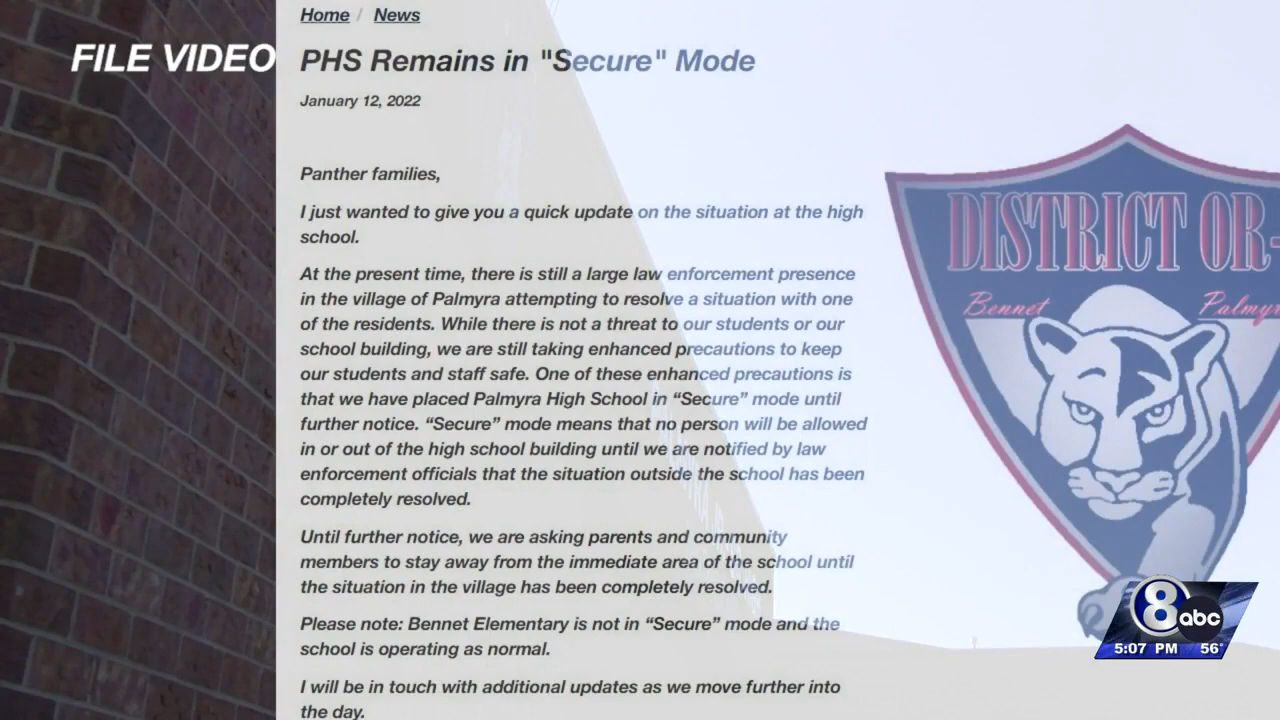 Home / News
FILE VIDEO
PHS Remains in "Secure" Mode
January 12, 2022
Panther families,
I just wanted to give you a quick update on the situation at the high
school.
At the present time, there is still a large law enforcement presence
in the village of Palmyra attempting to resolve a situation with one
of the residents. While there is not a threat to our students or our
school building, we are still taking enhanced precautions to keep
our students and staff safe. One of these enhanced precautions is
that we have placed Palmyra High School in “Secure” mode until
further notice. “Secure” mode means that no person will be allowed
in or out of the high school building until we are notified by law
enforcement officials that the situation outside the school has been
completely resolved.
Until further notice, we are asking parents and community
members to stay away from the immediate area of the school until
the situation in the village has been completely resolved.
Please note: Bennet Elementary is not in “Secure” mode and the
school is operating as normal.
I will be in touch with additional updates as we move further into
the day.
DISTRICT OR-
Bennet Palmyr
8 abc
5:07 PM 56°